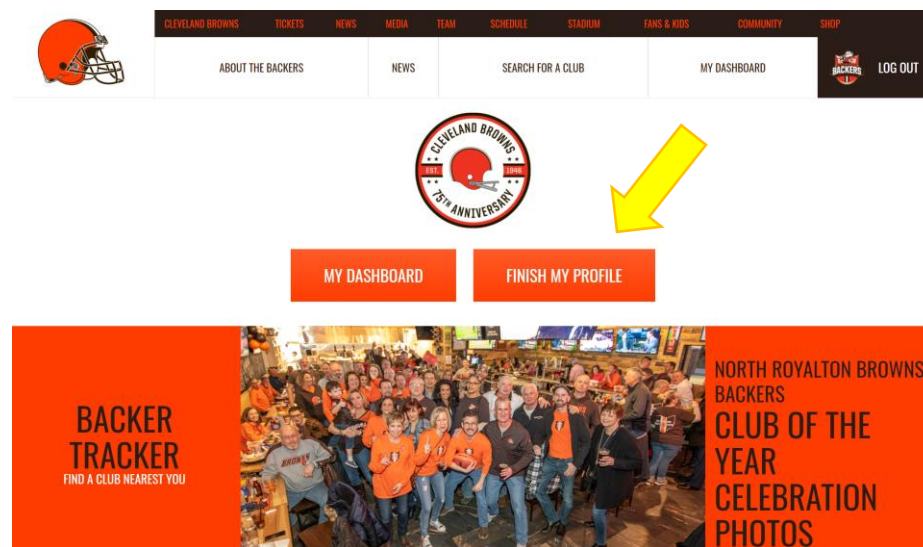 CLEVELAND BROWNS TICKETS NEWS MEDIA TEAM SCHEDULE STADIUM FANS & KIDS COMMUNITY SHOP
ABOUT THE BACKERS NEWS SEARCH FOR A CLUB MY DASHBOARD BACKERS LOG OUT
CLEVELAND BROWNS
EST. 1946
75TH ANNIVERSARY
MY DASHBOARD FINISH MY PROFILE
BACKER
TRACKER
FIND A CLUB NEAREST YOU
BROWNS
NORTH ROYALTON BROWNS
BACKERS
CLUB OF THE
YEAR
CELEBRATION
PHOTOS